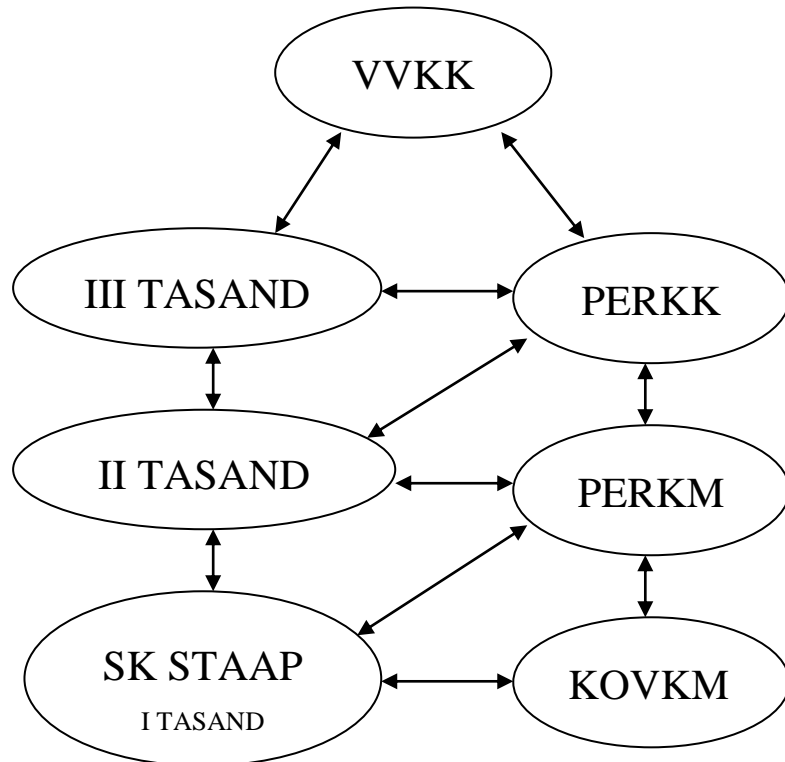 VVKK
III TASAND
PERKK
II TASAND
PERKM
SK STAAP
I TASAND
KOVKM